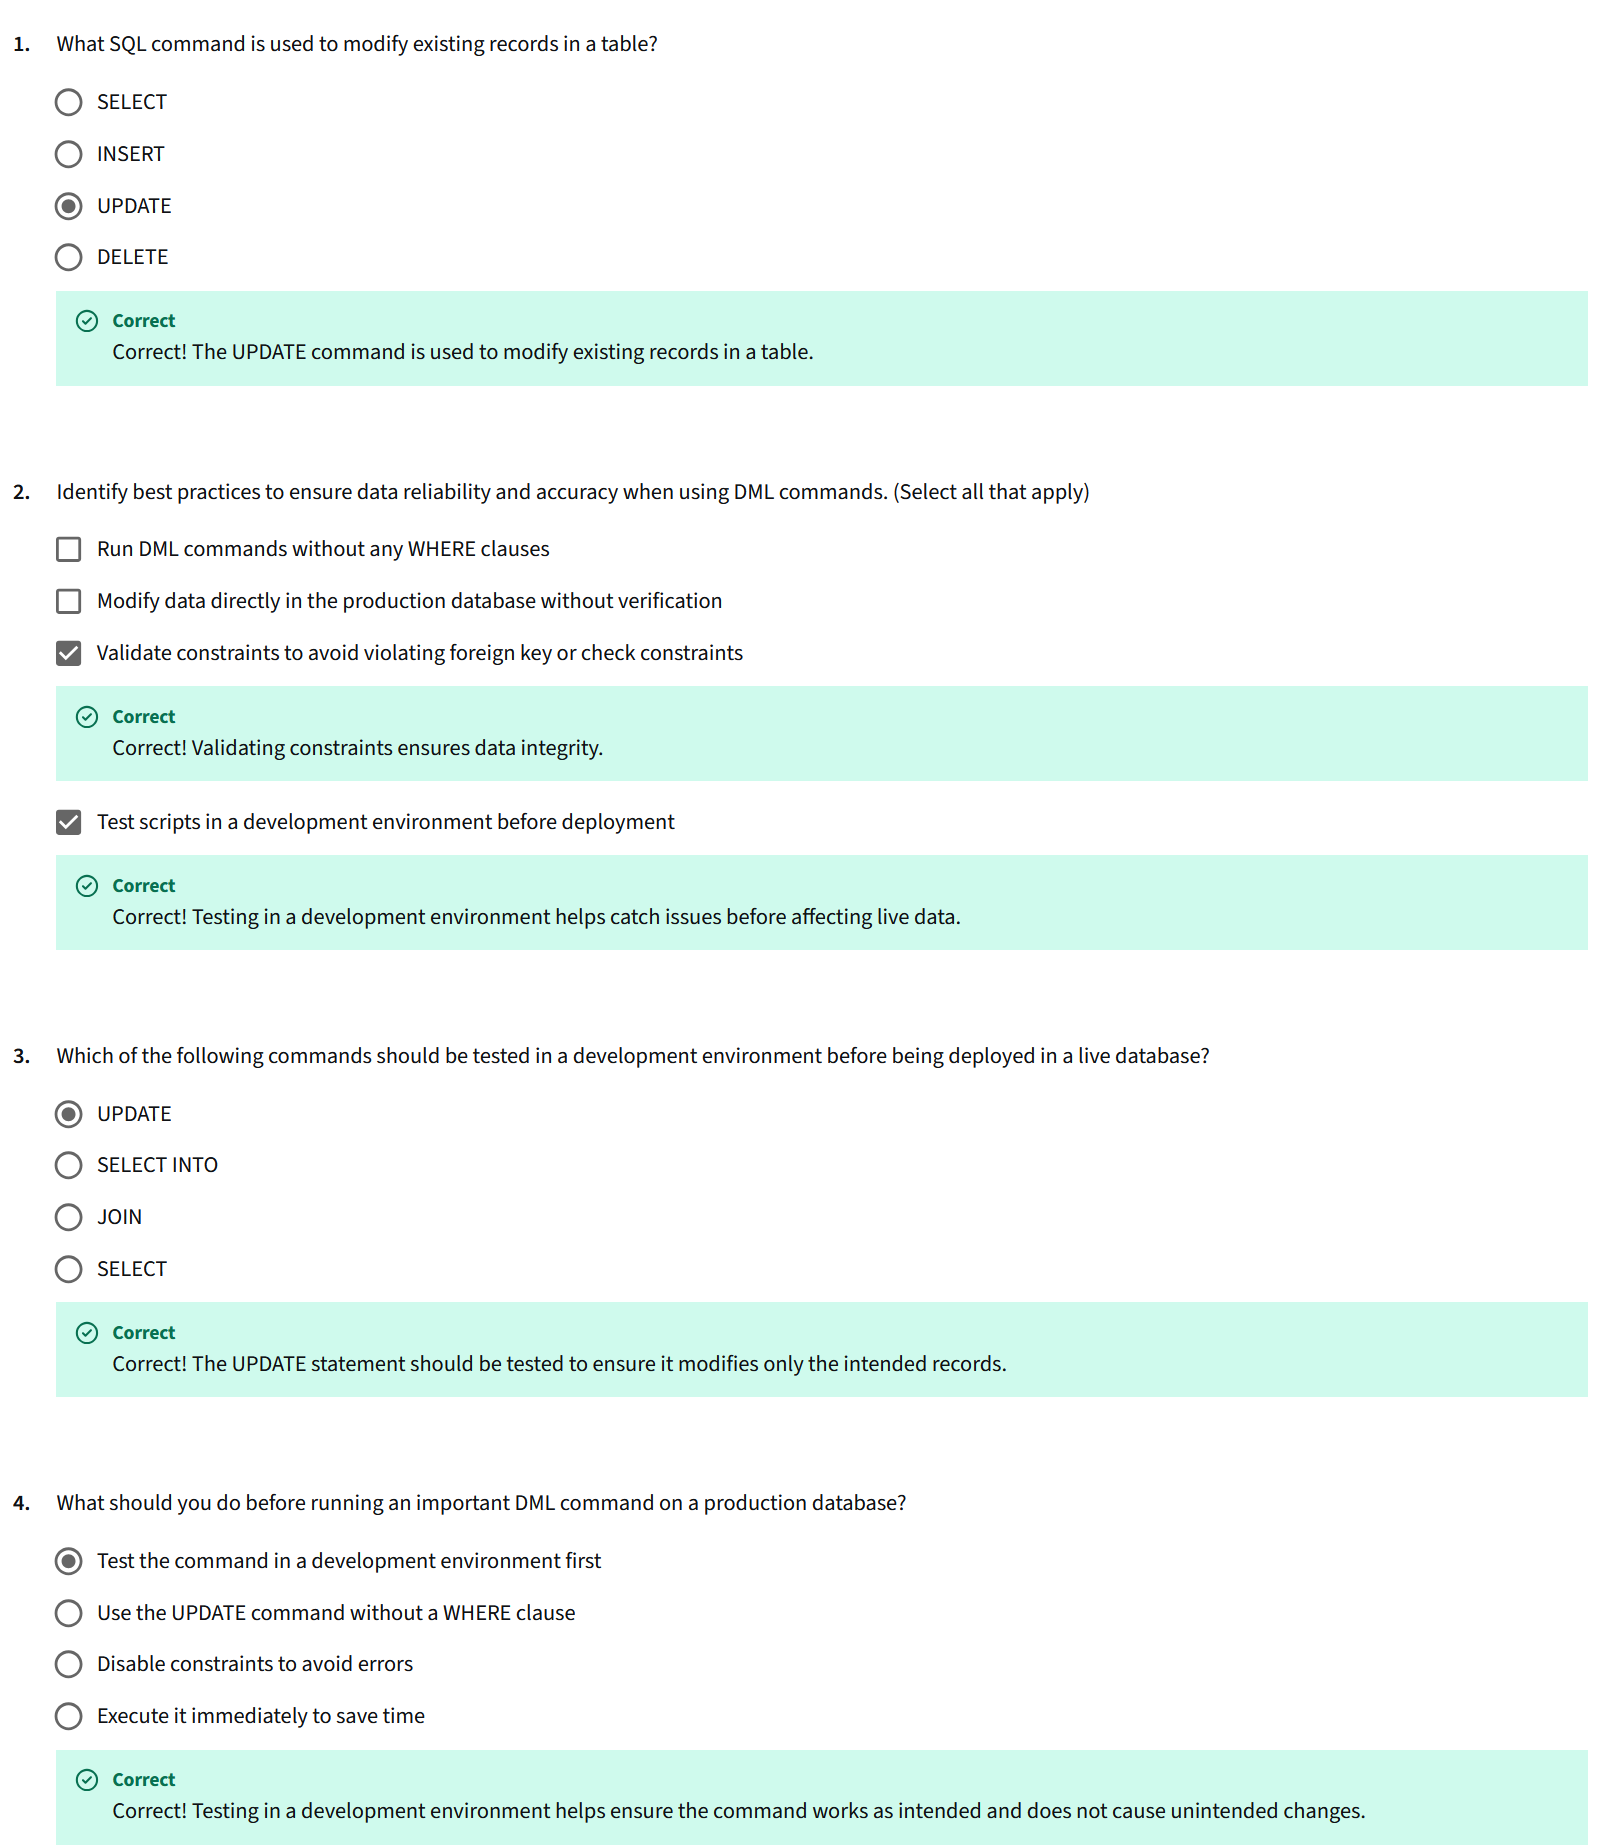 1. What SQL command is used to modify existing records in a table?
SELECT
INSERT
UPDATE
DELETE
Correct
Correct! The UPDATE command is used to modify existing records in a table.
2. Identify best practices to ensure data reliability and accuracy when using DML commands. (Select all that apply)
Run DML commands without any WHERE clauses
Modify data directly in the production database without verification
Validate constraints to avoid violating foreign key or check constraints
Correct
Correct! Validating constraints ensures data integrity.
Test scripts in a development environment before deployment
Correct
Correct! Testing in a development environment helps catch issues before affecting live data.
3. Which of the following commands should be tested in a development environment before being deployed in a live database?
UPDATE
SELECT INTO
JOIN
SELECT
Correct
Correct! The UPDATE statement should be tested to ensure it modifies only the intended records.
4. What should you do before running an important DML command on a production database?
Test the command in a development environment first
Use the UPDATE command without a WHERE clause
Disable constraints to avoid errors
Execute it immediately to save time
Correct
Correct! Testing in a development environment helps ensure the command works as intended and does not cause unintended changes.